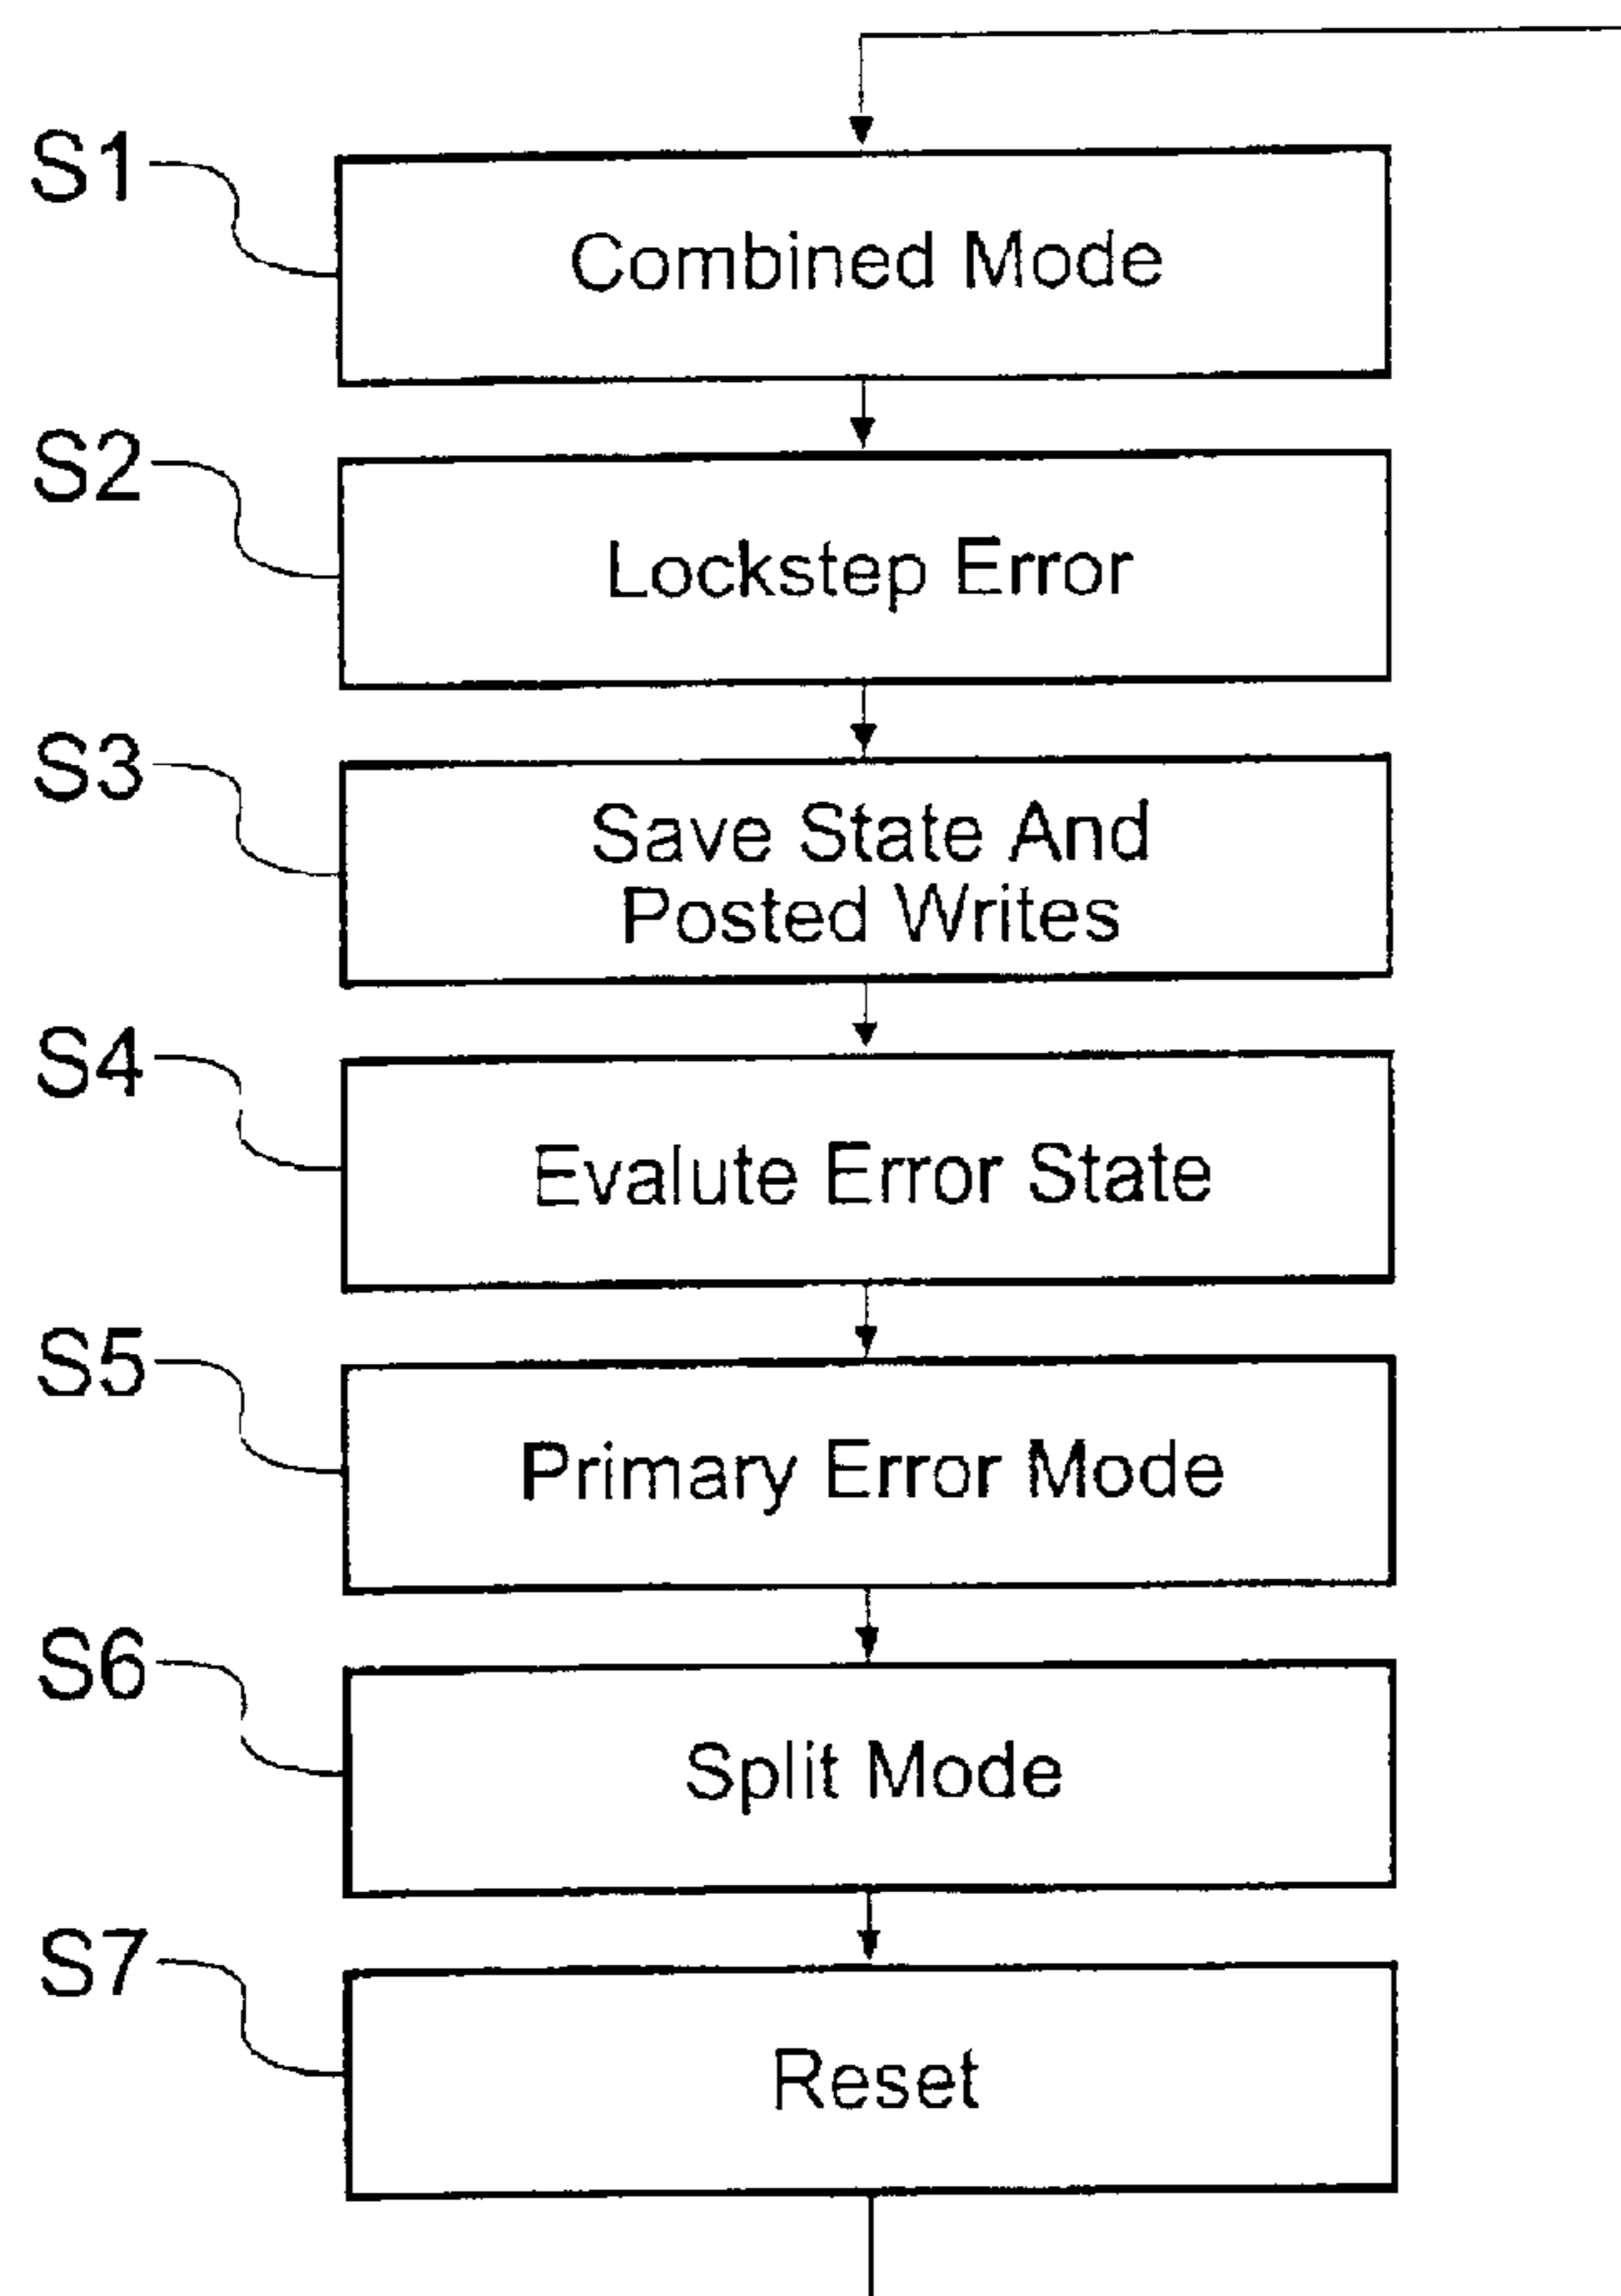 S1
Combined Mode
S2
Lockstep Error
S3
Save State And
Posted Writes
S4
Evalute Error State
S5
Primary Error Mode
S6
Split Mode
S7
Reset